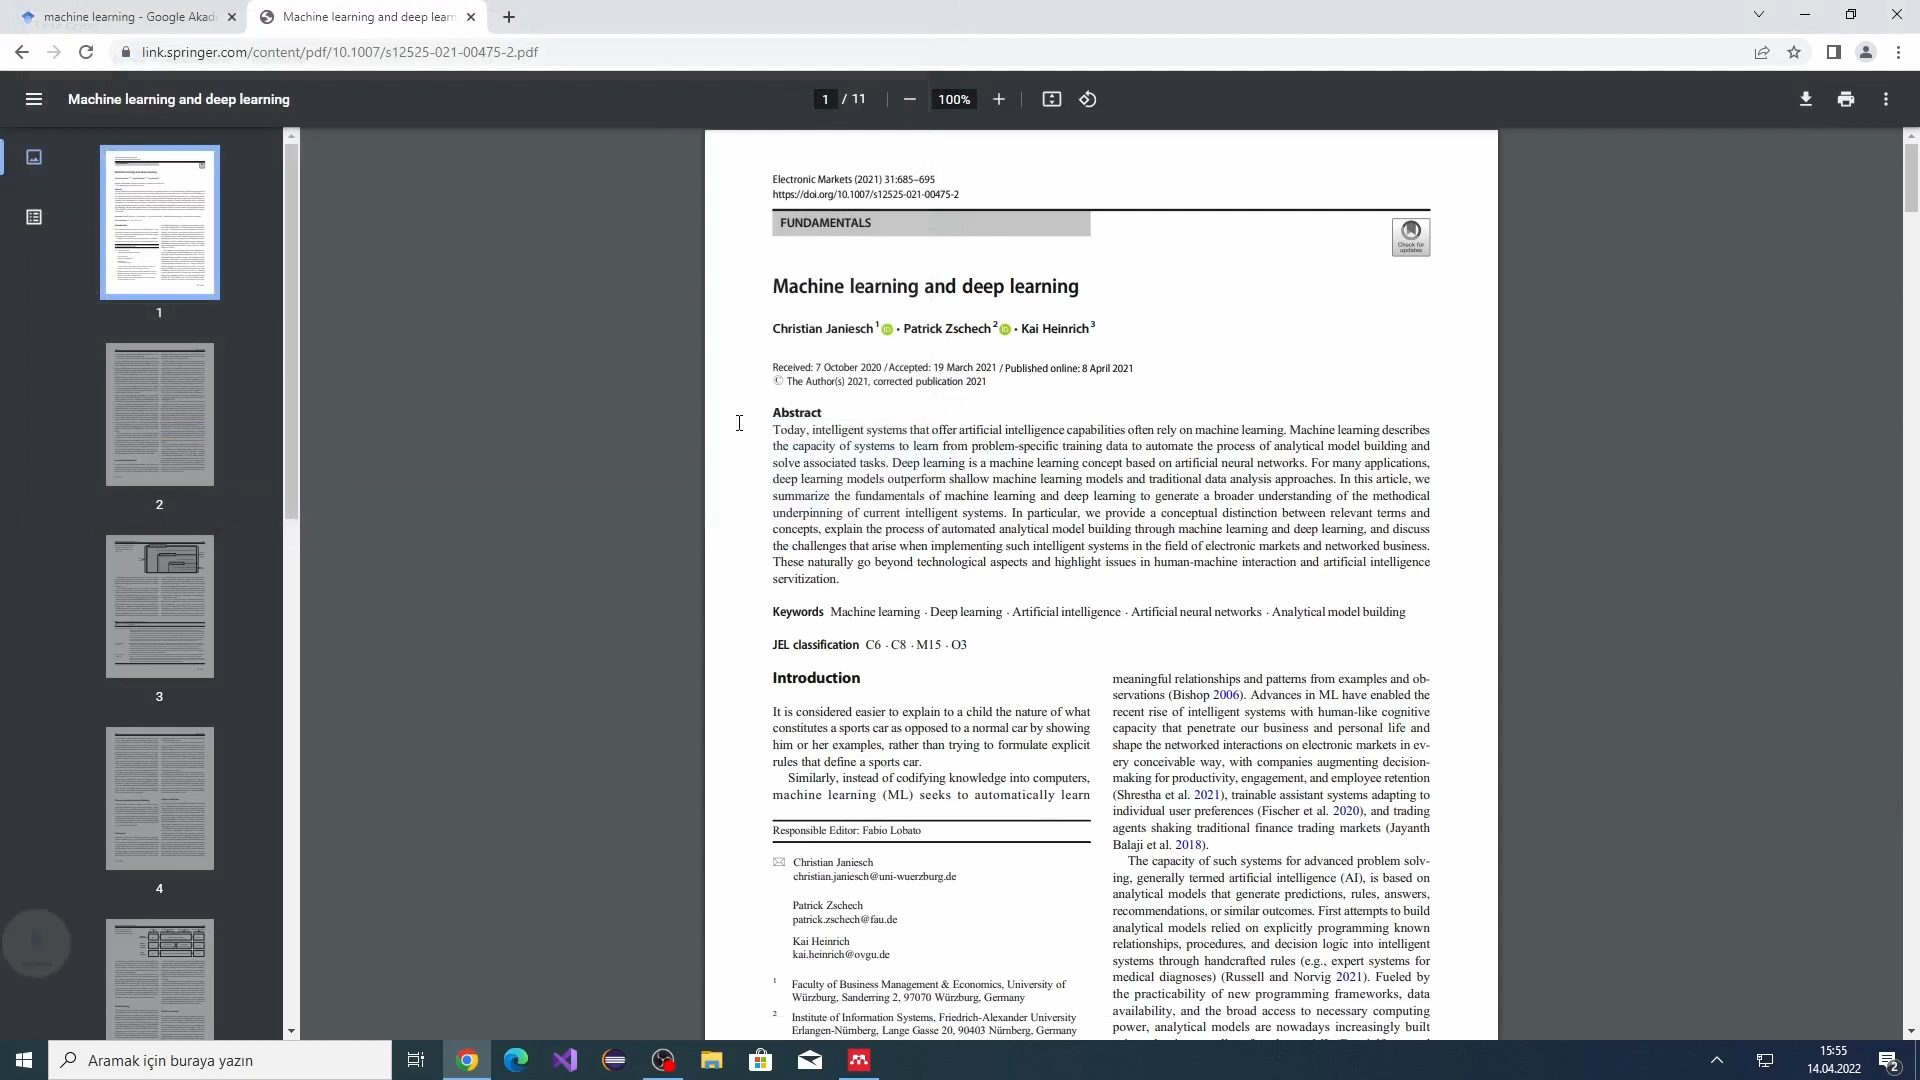 machine learning - Google Akad
Machine learning and deep learn
link.springer.com/content/pdf/10.1007/s12525-021-00475-2.pdf
Machine learning and deep learning
1 / 11
100%
1
2
3
4
Electronic Markets (2021) 31:685–695
https://doi.org/10.1007/s12525-021-00475-2
FUNDAMENTALS
Check for
updates
Machine learning and deep learning
Christian Janiesch 1 · Patrick Zschech 2 · Kai Heinrich 3
Received: 7 October 2020 / Accepted: 19 March 2021 / Published online: 8 April 2021
© The Author(s) 2021, corrected publication 2021
Abstract
Today, intelligent systems that offer artificial intelligence capabilities often rely on machine learning. Machine learning describes
the capacity of systems to learn from problem-specific training data to automate the process of analytical model building and
solve associated tasks. Deep learning is a machine learning concept based on artificial neural networks. For many applications,
deep learning models outperform shallow machine learning models and traditional data analysis approaches. In this article, we
summarize the fundamentals of machine learning and deep learning to generate a broader understanding of the methodical
underpinning of current intelligent systems. In particular, we provide a conceptual distinction between relevant terms and
concepts, explain the process of automated analytical model building through machine learning and deep learning, and discuss
the challenges that arise when implementing such intelligent systems in the field of electronic markets and networked business.
These naturally go beyond technological aspects and highlight issues in human-machine interaction and artificial intelligence
servitization.
Keywords Machine learning · Deep learning · Artificial intelligence · Artificial neural networks · Analytical model building
JEL classification C6 · C8 · M15 · O3
Introduction
It is considered easier to explain to a child the nature of what
constitutes a sports car as opposed to a normal car by showing
him or her examples, rather than trying to formulate explicit
rules that define a sports car.
Similarly, instead of codifying knowledge into computers,
machine learning (ML) seeks to automatically learn
Responsible Editor: Fabio Lobato
Christian Janiesch
christian.janiesch@uni-wuerzburg.de
Patrick Zschech
patrick.zschech@fau.de
Kai Heinrich
kai.heinrich@ovgu.de
1 Faculty of Business Management & Economics, University of
Würzburg, Sanderring 2, 97070 Würzburg, Germany
2 Institute of Information Systems, Friedrich-Alexander University
Erlangen-Nürnberg, Lange Gasse 20, 90403 Nürnberg, Germany
meaningful relationships and patterns from examples and ob-
servations (Bishop 2006). Advances in ML have enabled the
recent rise of intelligent systems with human-like cognitive
capacity that penetrate our business and personal life and
shape the networked interactions on electronic markets in ev-
ery conceivable way, with companies augmenting decision-
making for productivity, engagement, and employee retention
(Shrestha et al. 2021), trainable assistant systems adapting to
individual user preferences (Fischer et al. 2020), and trading
agents shaking traditional finance trading markets (Jayanth
Balaji et al. 2018).
The capacity of such systems for advanced problem solv-
ing, generally termed artificial intelligence (AI), is based on
analytical models that generate predictions, rules, answers,
recommendations, or similar outcomes. First attempts to build
analytical models relied on explicitly programming known
relationships, procedures, and decision logic into intelligent
systems through handcrafted rules (e.g., expert systems for
medical diagnoses) (Russell and Norvig 2021). Fueled by
the practicability of new programming frameworks, data
availability, and the broad access to necessary computing
power, analytical models are nowadays increasingly built
Aramak için buraya yazın
15:55
14.04.2022
2